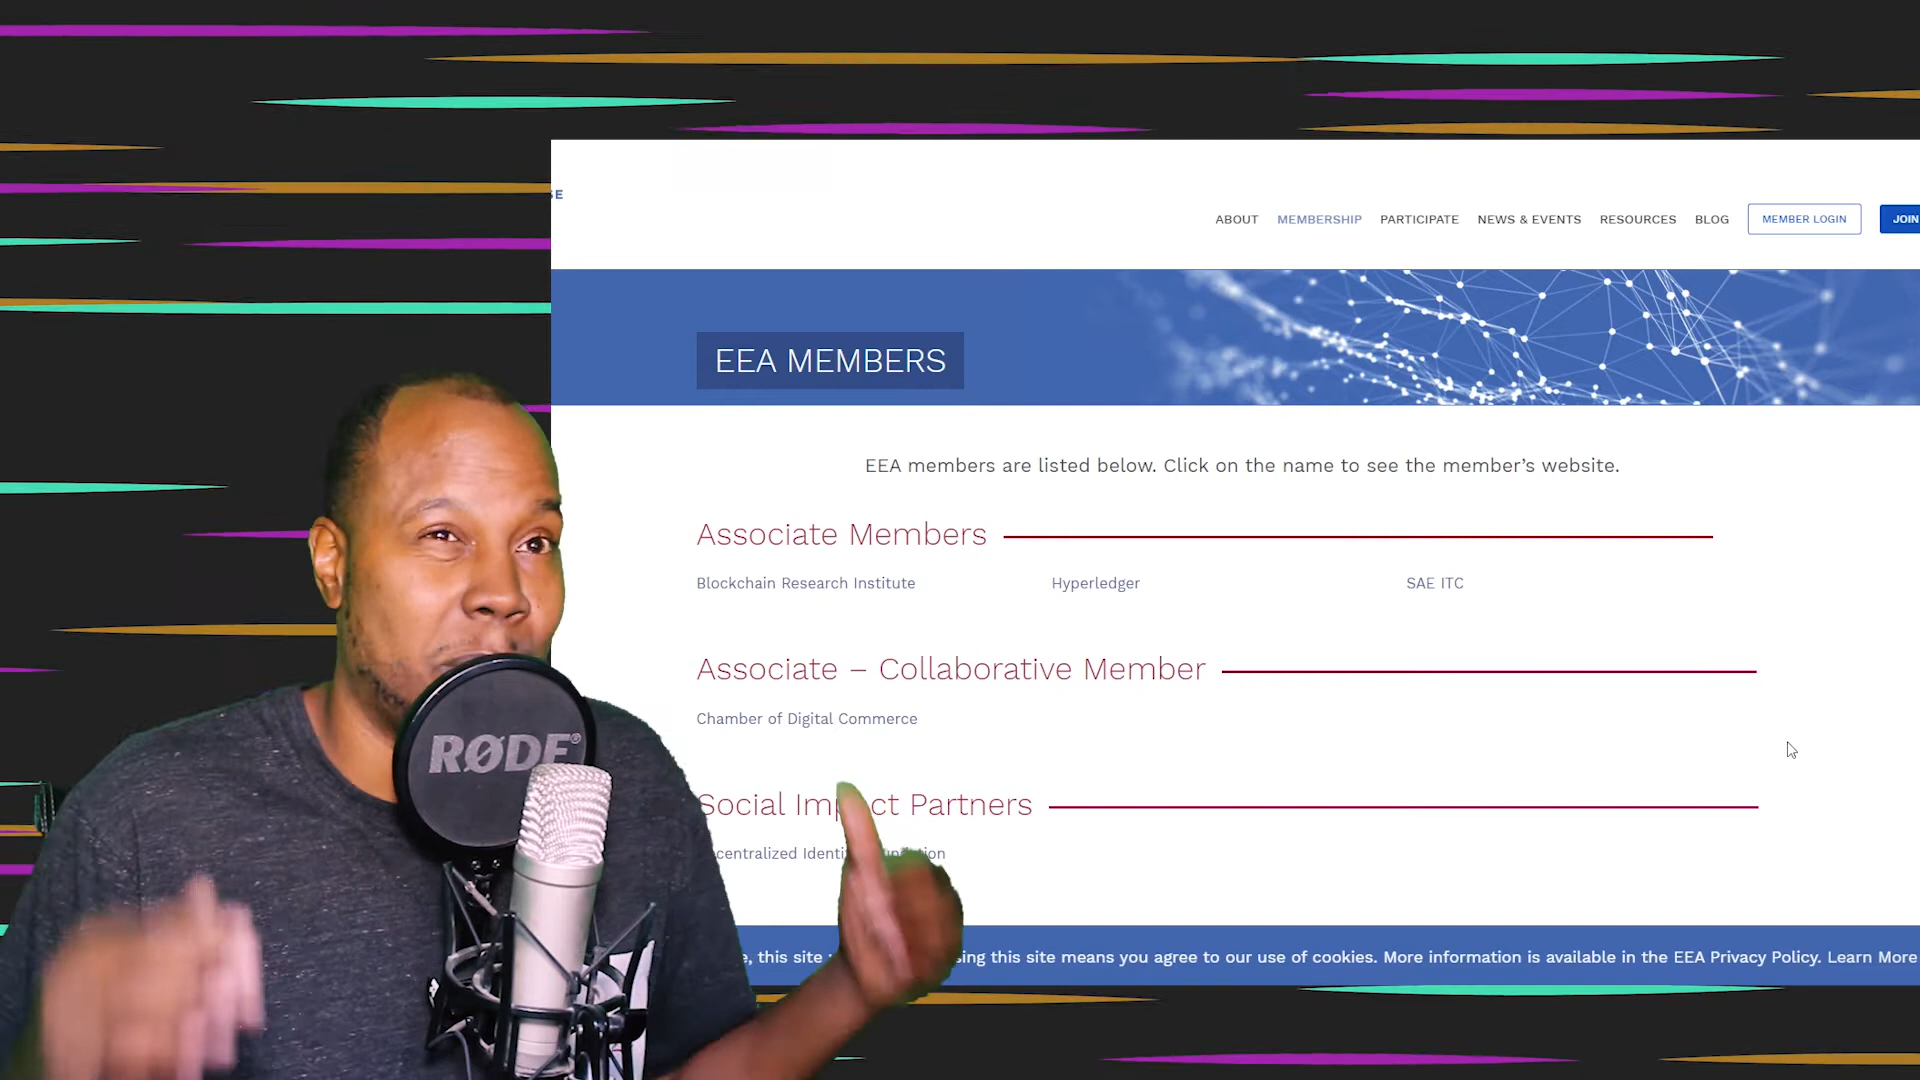 ABOUT MEMBERSHIP PARTICIPATE NEWS & EVENTS RESOURCES BLOG MEMBER LOGIN JOIN
EEA MEMBERS
EEA members are listed below. Click on the name to see the member’s website.
Associate Members
Blockchain Research Institute Hyperledger SAE ITC
Associate – Collaborative Member
Chamber of Digital Commerce
Social Partners
this site using this site means you agree to our use of cookies. More information is available in the EEA Privacy Policy. Learn More
RØDE®